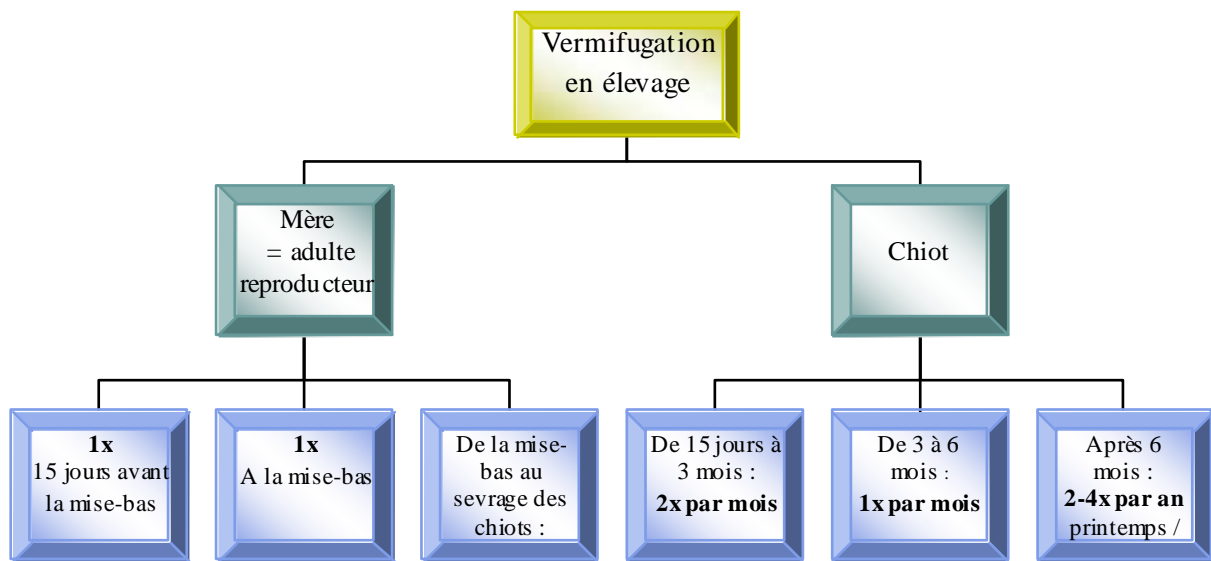 Vermifugation
en élevage
Mère
= adulte
reproducteur
Chiot
1x
15 jours avant
la mise-bas
1x
A la mise-bas
De la mise-
bas au
sevrage des
chiots :
De 15 jours à
3 mois :
2x par mois
De 3 à 6
mois :
1x par mois
Après 6
mois :
2-4x par an
printemps /